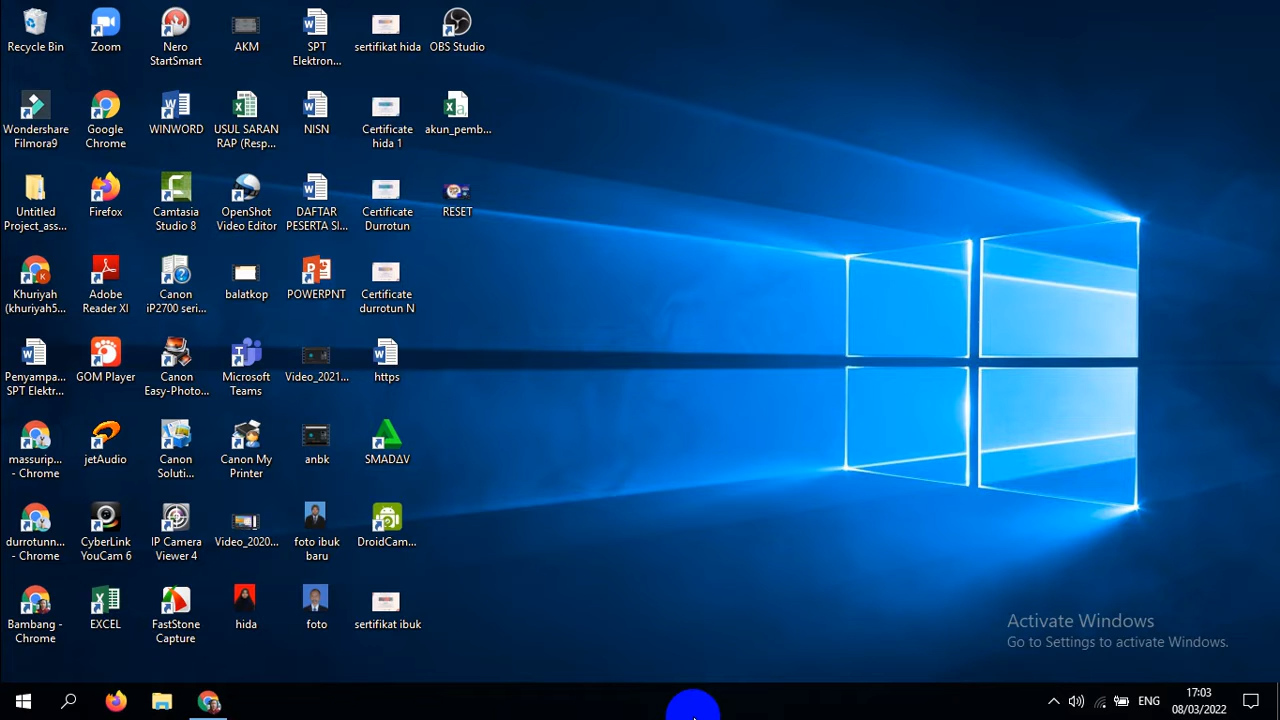 Recycle Bin
Zoom
Nero
StartSmart
AKM
SPT
Elektron...
sertifikat hida
OBS Studio
Wondershare
Filmora9
Google
Chrome
WINWORD
USUL SARAN
RAP (Resp...
NISN
Certificate
hida 1
akun_pemb...
Untitled
Project_ass...
Firefox
Camtasia
Studio 8
OpenShot
Video Editor
DAFTAR
PESERTA SI...
Certificate
Durrotun
RESET
Khuriyah
(khuriyah5...
Adobe
Reader XI
Canon
iP2700 seri...
balatkop
POWERPNT
Certificate
durrotun N
Penyampa...
SPT Elektr...
GOM Player
Canon
Easy-Photo...
Microsoft
Teams
Video_2021...
https
massurip...
- Chrome
jetAudio
Canon
Soluti...
Canon My
Printer
anbk
SMADΔV
durrotunn...
- Chrome
CyberLink
YouCam 6
IP Camera
Viewer 4
Video_2020...
foto ibuk
baru
DroidCam...
Bambang -
Chrome
EXCEL
FastStone
Capture
hida
foto
sertifikat ibuk
Activate Windows
Go to Settings to activate Windows.
ENG
17:03
08/03/2022